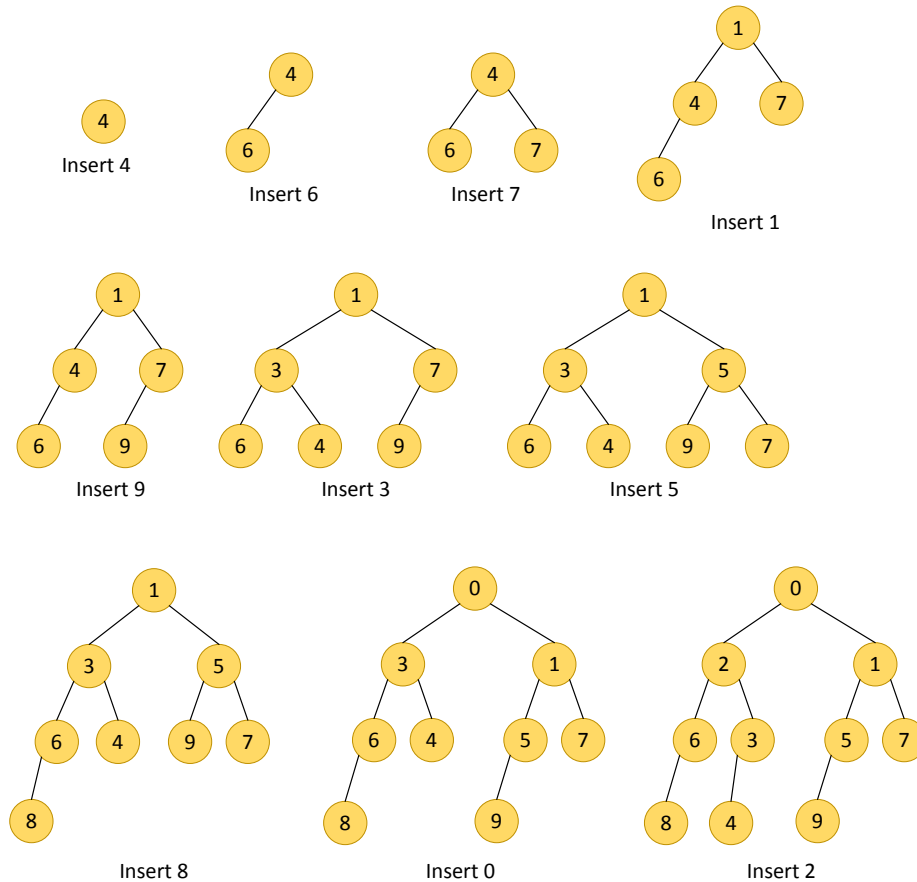 4
Insert 4
4
6
Insert 6
4
6 7
Insert 7
1
4 7
6
Insert 1
1
4 7
6 9
Insert 9
1
3 7
6 4 9
Insert 3
1
3 5
6 4 9 7
Insert 5
1
3 5
6 4 9 7
8
Insert 8
0
3 1
6 4 5 7
8 9
Insert 0
0
2 1
6 3 5 7
8 4 9
Insert 2